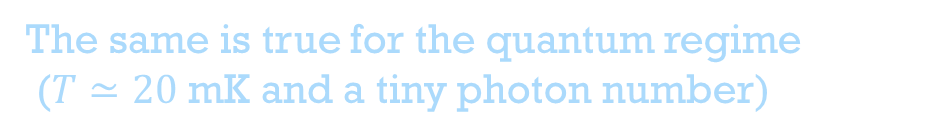 The same is true for the quantum regime
(T ≃ 20 mK and a tiny photon number)